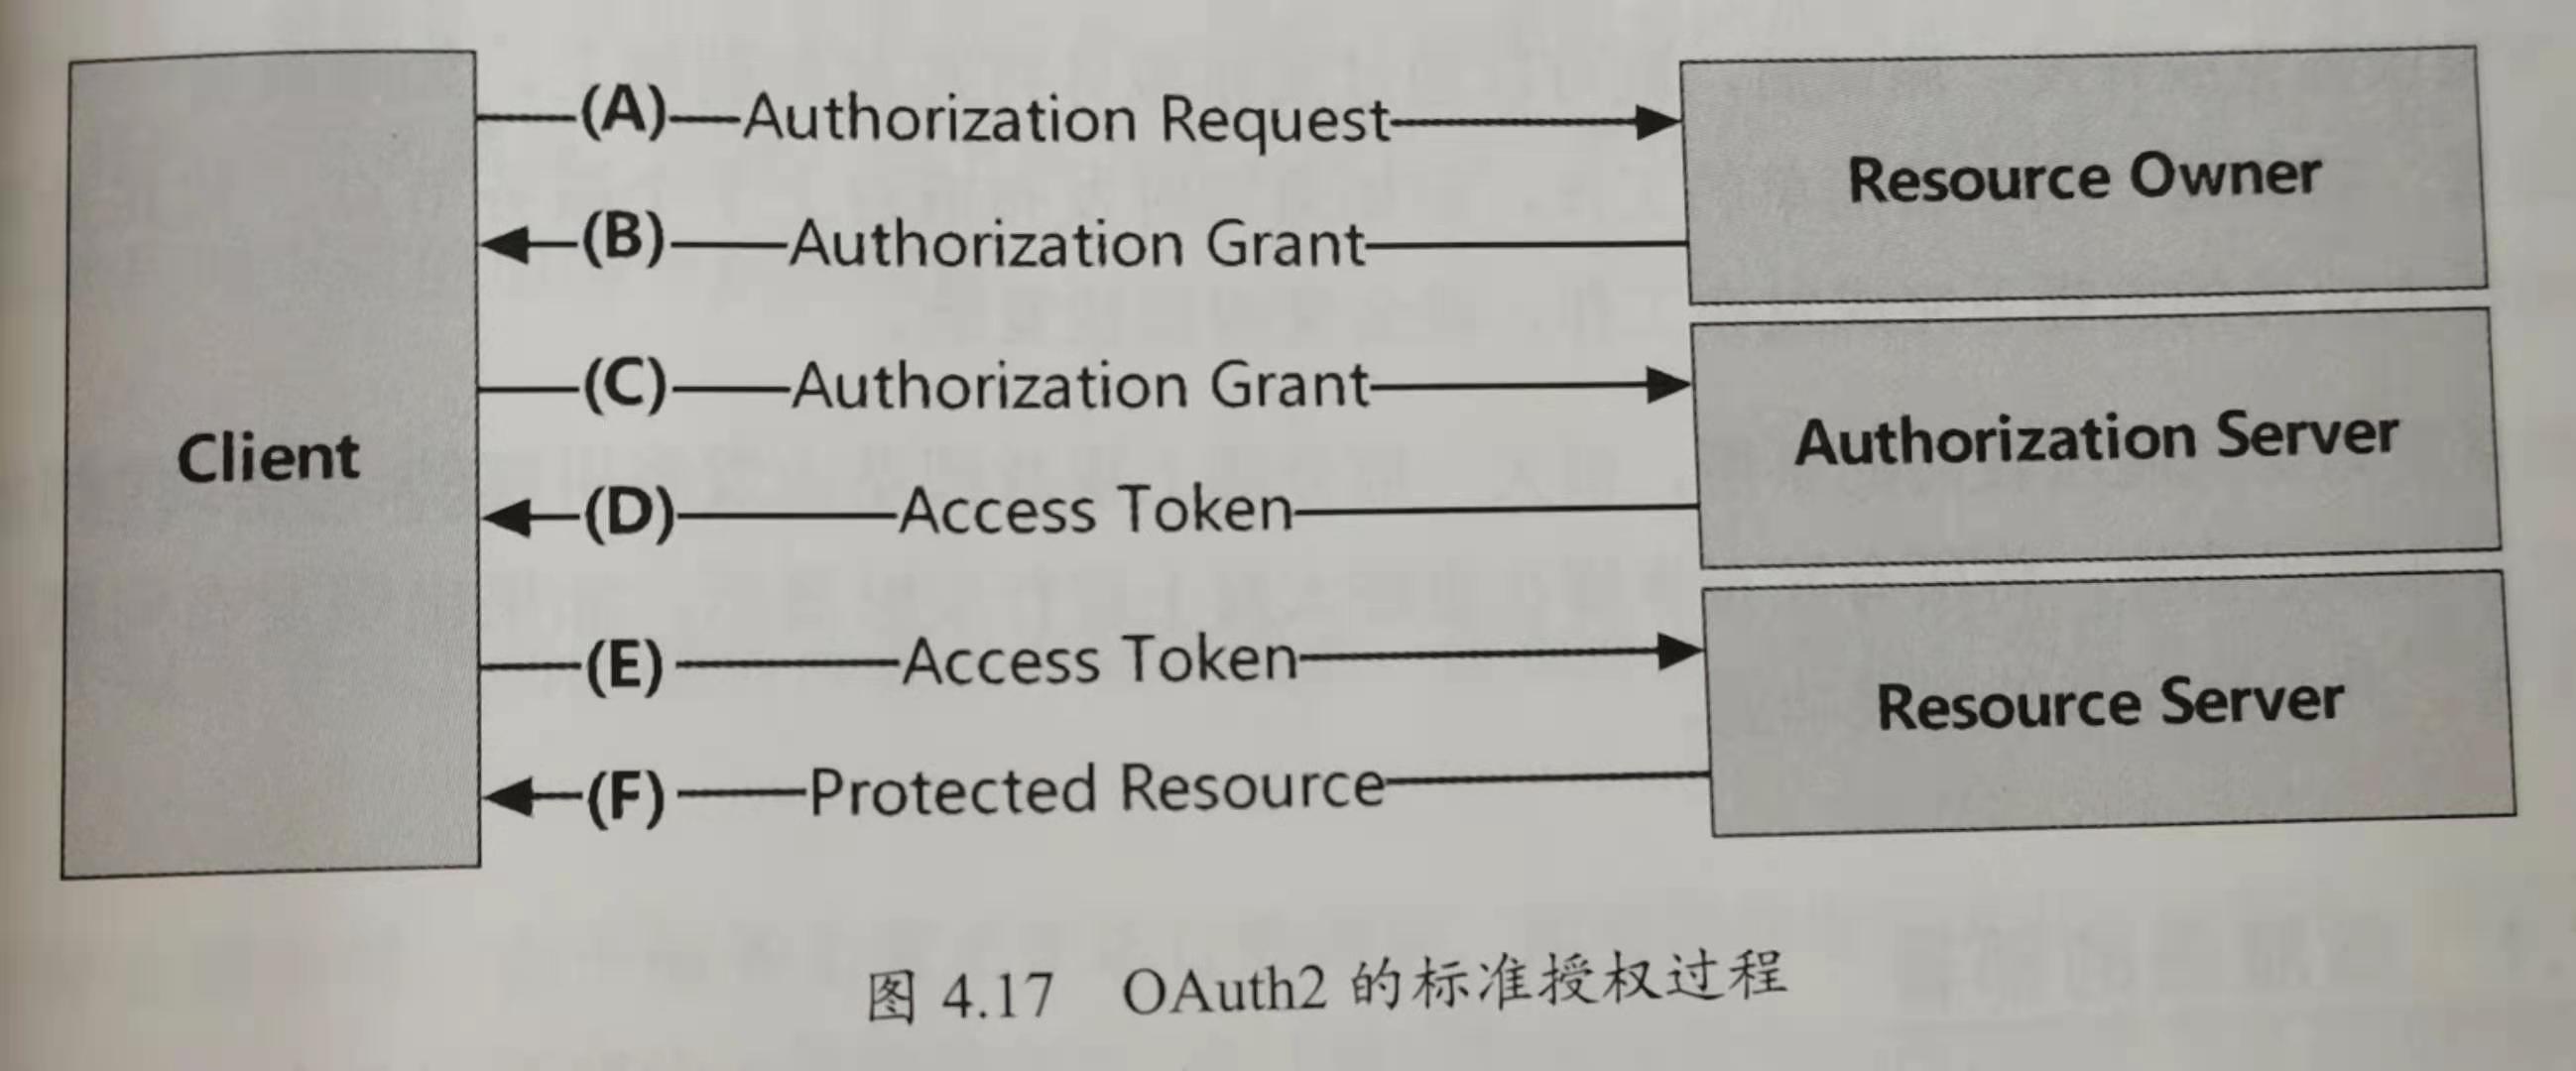 (A) Authorization Request
Resource Owner
(B) Authorization Grant
(C) Authorization Grant
Authorization Server
Client
(D) Access Token
(E) Access Token
Resource Server
(F) Protected Resource
图 4.17 OAuth2 的标准授权过程